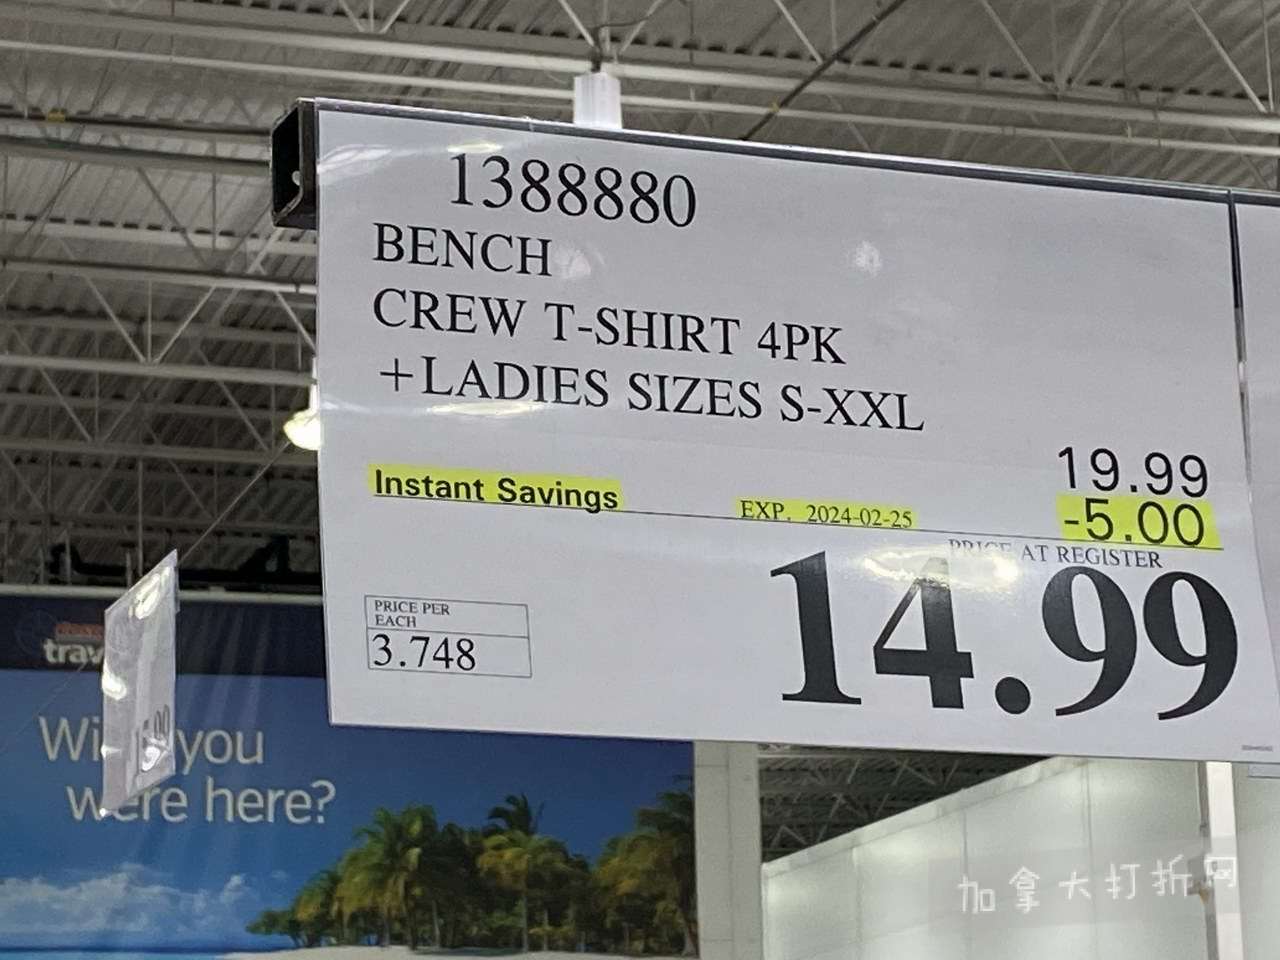 1388880
BENCH
CREW T-SHIRT 4PK
+LADIES SIZES S-XXL
19.99
Instant Savings EXP. 2024-02-25 -5.00
PRICE AT REGISTER
14.99
PRICE PER
EACH
3.748
you
were here?
加拿大打折网